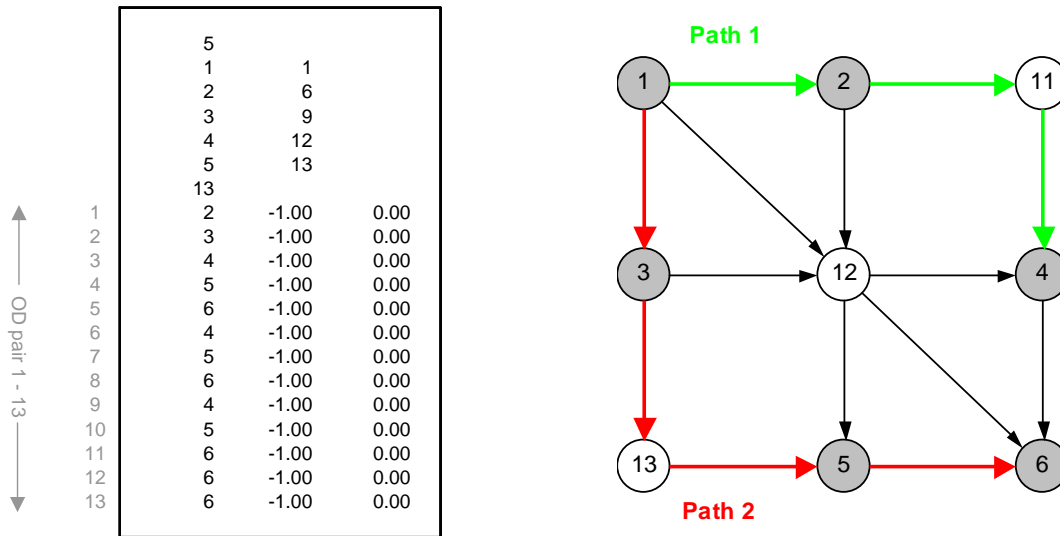 5
1 1
2 6
3 9
4 12
5 13
13
1 2 -1.00 0.00
2 3 -1.00 0.00
3 4 -1.00 0.00
4 5 -1.00 0.00
5 6 -1.00 0.00
6 4 -1.00 0.00
7 5 -1.00 0.00
8 6 -1.00 0.00
9 4 -1.00 0.00
10 5 -1.00 0.00
11 6 -1.00 0.00
12 6 -1.00 0.00
13 6 -1.00 0.00
OD pair 1 - 13
Path 1
1 2 11
3 12 4
13 5 6
Path 2